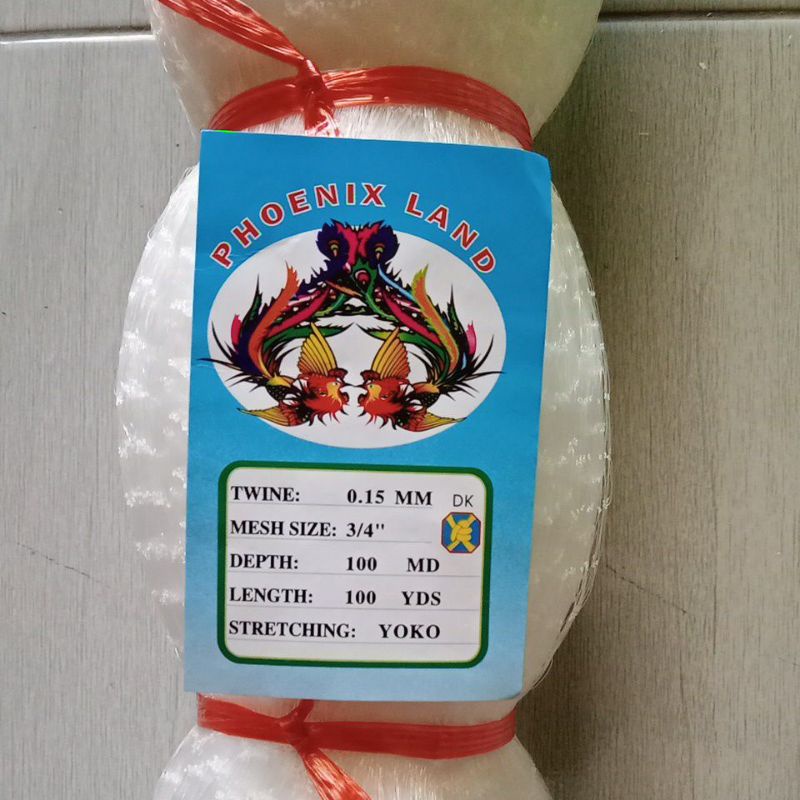 PHOENIX LAND
TWINE: 0.15 MM DK
MESH SIZE: 3/4"
DEPTH: 100 MD
LENGTH: 100 YDS
STRETCHING: YOKO